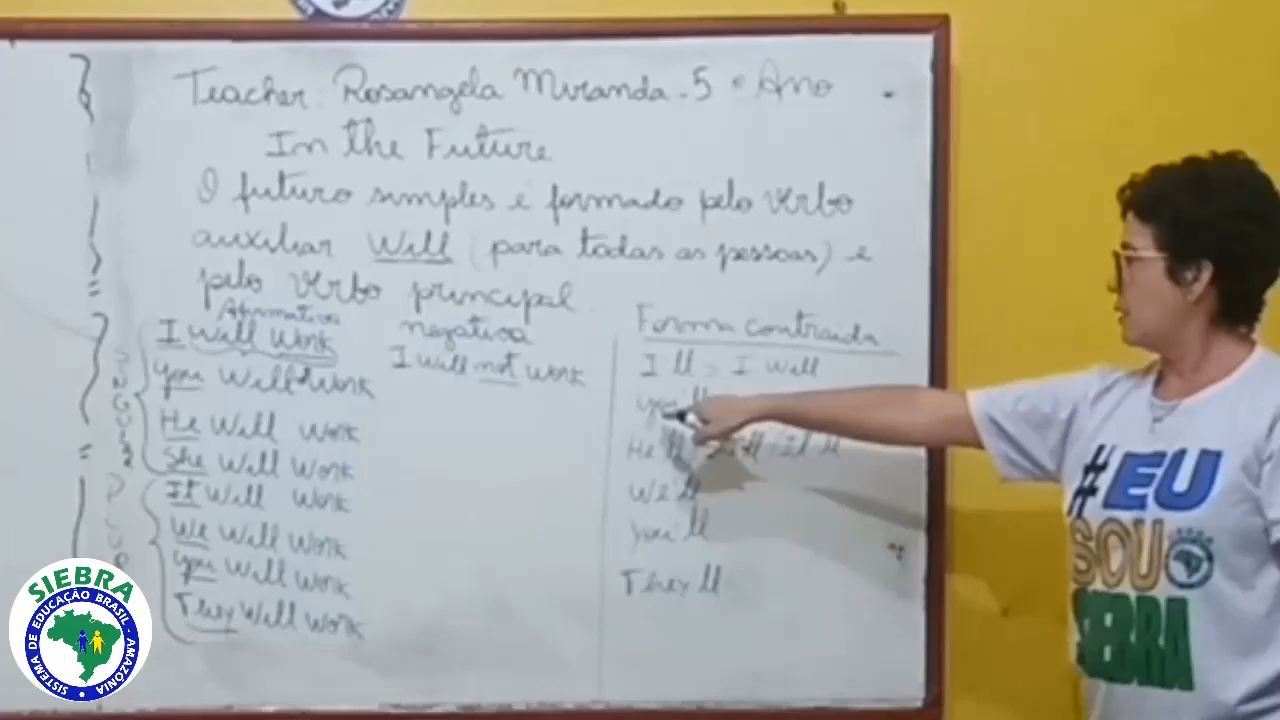 Teacher: Rosangela Miranda. 5º Ano
In the Future
O futuro simples é formado pelo verbo
auxiliar Will (para todas as pessoas) e
pelo verbo principal.
Afirmativa
I will work
you Will Work
He Will Work
She Will Work
It Will Work
We Will Work
you Will Work
They Will Work
negativa
I will not work
Forma contraida
I'll = I Will
you'll
He'll
We'll
you'll
They'll
#EU
SOU
SIEBRA
SIEBRA
SISTEMA DE EDUCAÇÃO BRASIL - AMAZÔNIA